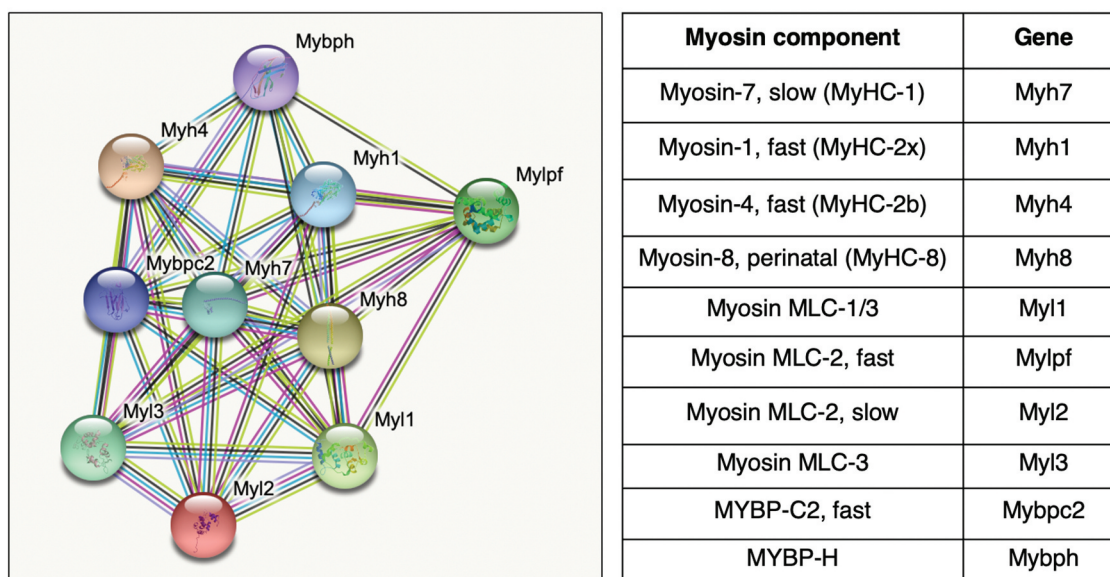 Mybph
Myh4
Myh1
Mylpf
Mybpc2
Myh7
Myh8
Myl3
Myl1
Myl2
Myosin component Gene
Myosin-7, slow (MyHC-1) Myh7
Myosin-1, fast (MyHC-2x) Myh1
Myosin-4, fast (MyHC-2b) Myh4
Myosin-8, perinatal (MyHC-8) Myh8
Myosin MLC-1/3 Myl1
Myosin MLC-2, fast Mylpf
Myosin MLC-2, slow Myl2
Myosin MLC-3 Myl3
MYBP-C2, fast Mybpc2
MYBP-H Mybph